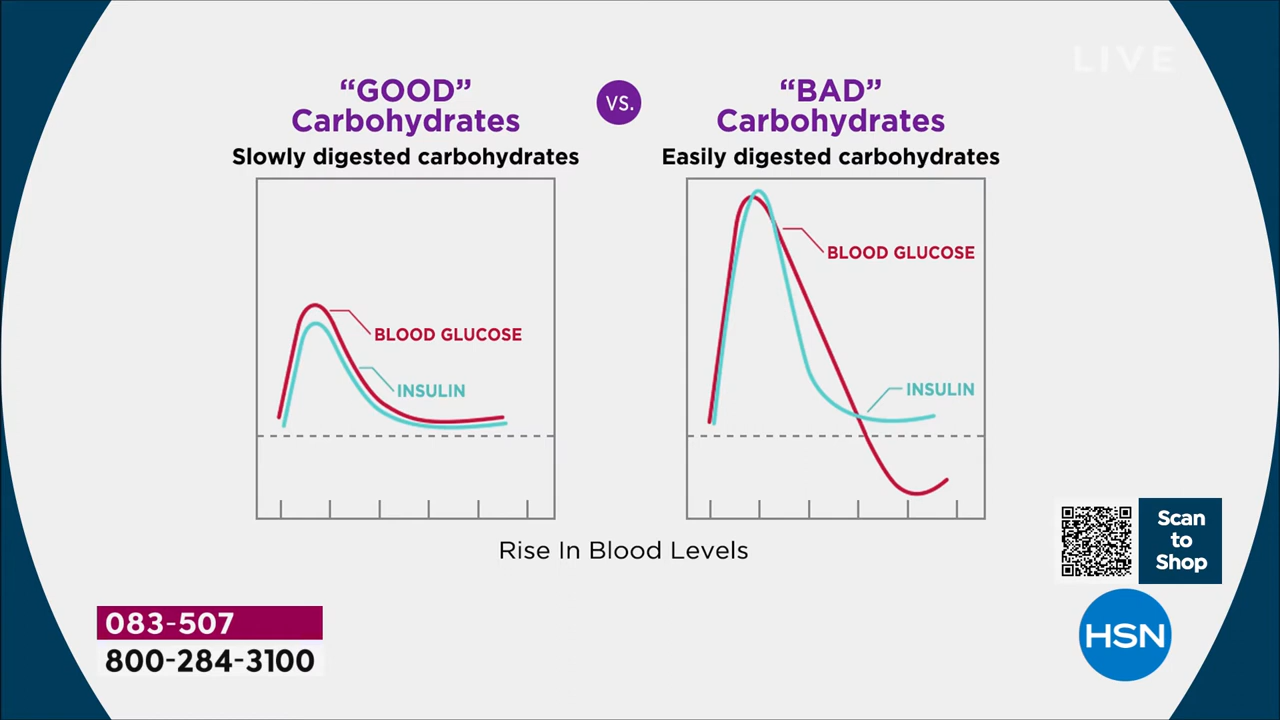 LIVE
“GOOD”
Carbohydrates
Slowly digested carbohydrates
VS.
“BAD”
Carbohydrates
Easily digested carbohydrates
BLOOD GLUCOSE
INSULIN
BLOOD GLUCOSE
INSULIN
Rise In Blood Levels
Scan
to
Shop
HSN
083-507
800-284-3100